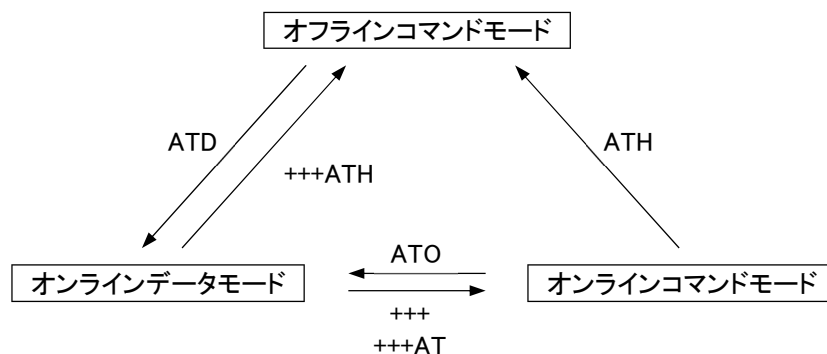 オフラインコマンドモード
ATD
ATH
+++ATH
ATO
オンラインデータモード
オンラインコマンドモード
+++
+++AT